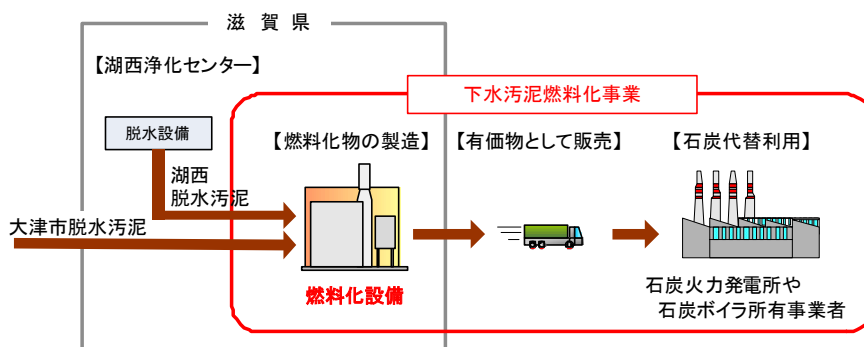 滋賀県
【湖西浄化センター】
下水汚泥燃料化事業
脱水設備
【燃料化物の製造】
【有価物として販売】
【石炭代替利用】
湖西
脱水汚泥
大津市脱水汚泥
燃料化設備
石炭火力発電所や
石炭ボイラ所有事業者